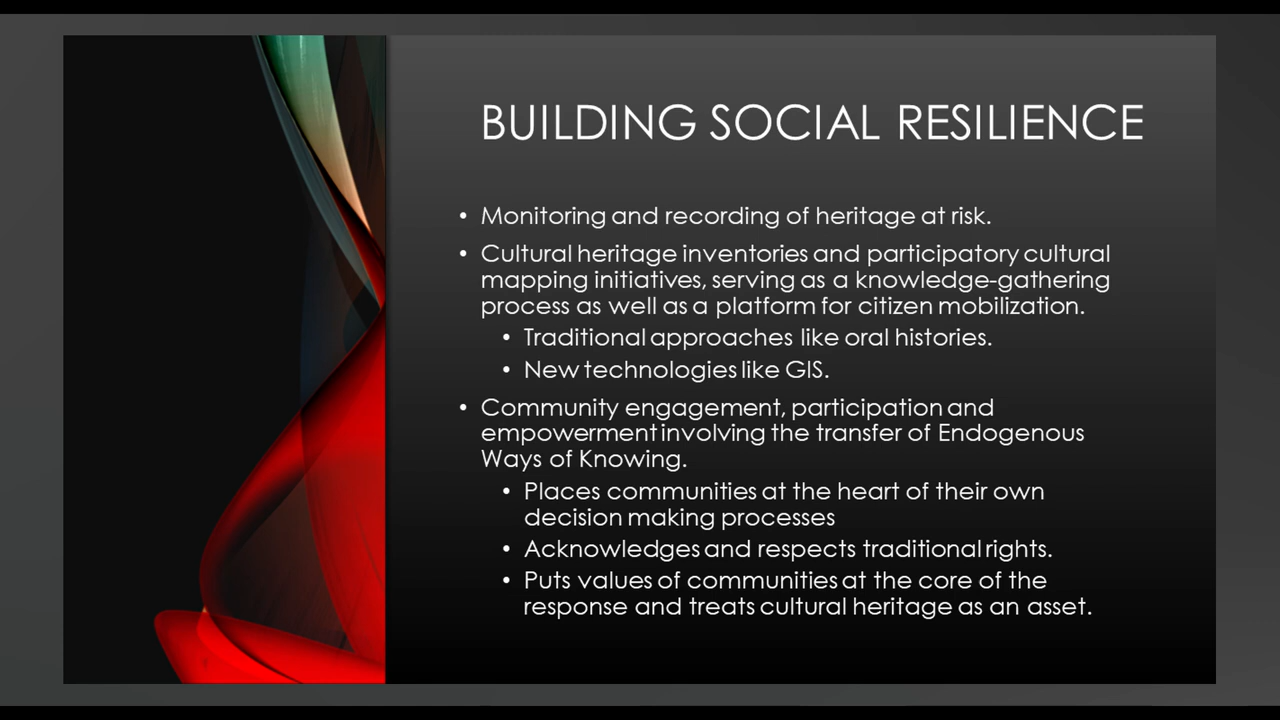 BUILDING SOCIAL RESILIENCE
• Monitoring and recording of heritage at risk.
• Cultural heritage inventories and participatory cultural
mapping initiatives, serving as a knowledge-gathering
process as well as a platform for citizen mobilization.
• Traditional approaches like oral histories.
• New technologies like GIS.
• Community engagement, participation and
empowerment involving the transfer of Endogenous
Ways of Knowing.
• Places communities at the heart of their own
decision making processes
• Acknowledges and respects traditional rights.
• Puts values of communities at the core of the
response and treats cultural heritage as an asset.